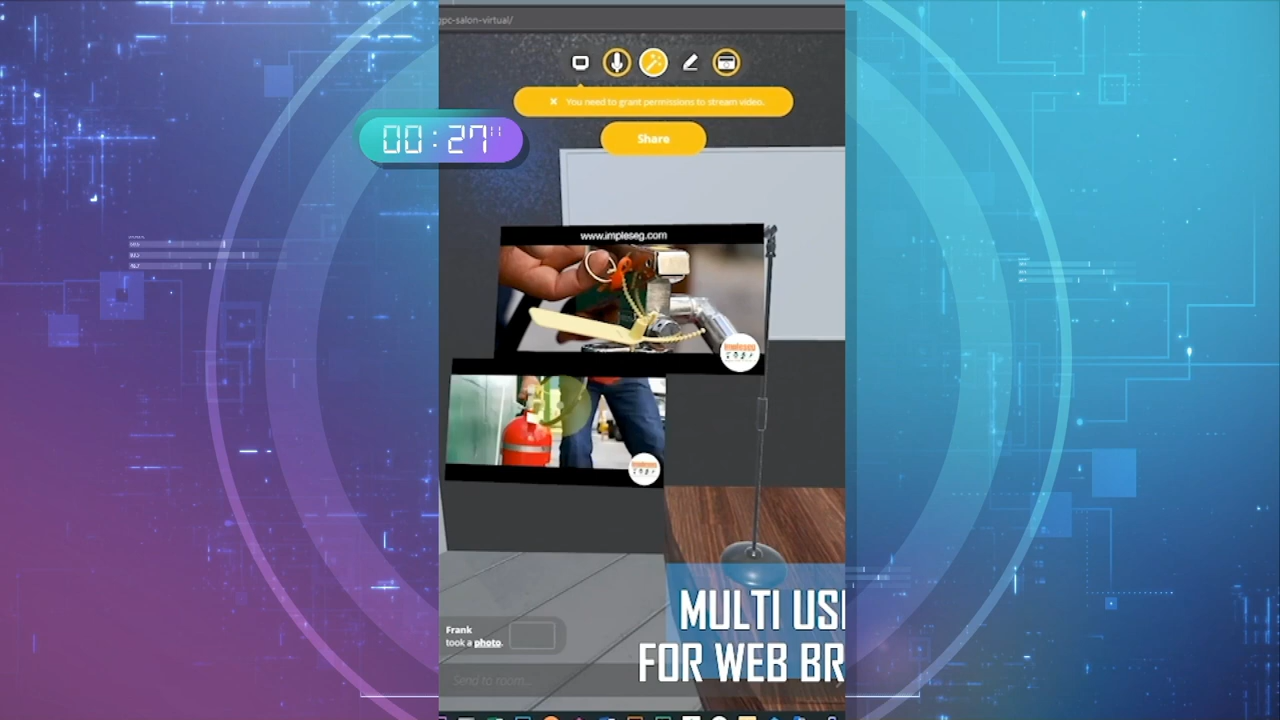 gpc-salon-virtual/
You need to grant permissions to stream video.
00:27"
Share
www.impleseg.com
MULTI US
FOR WEB BR
Frank
took a photo.
Send to room...